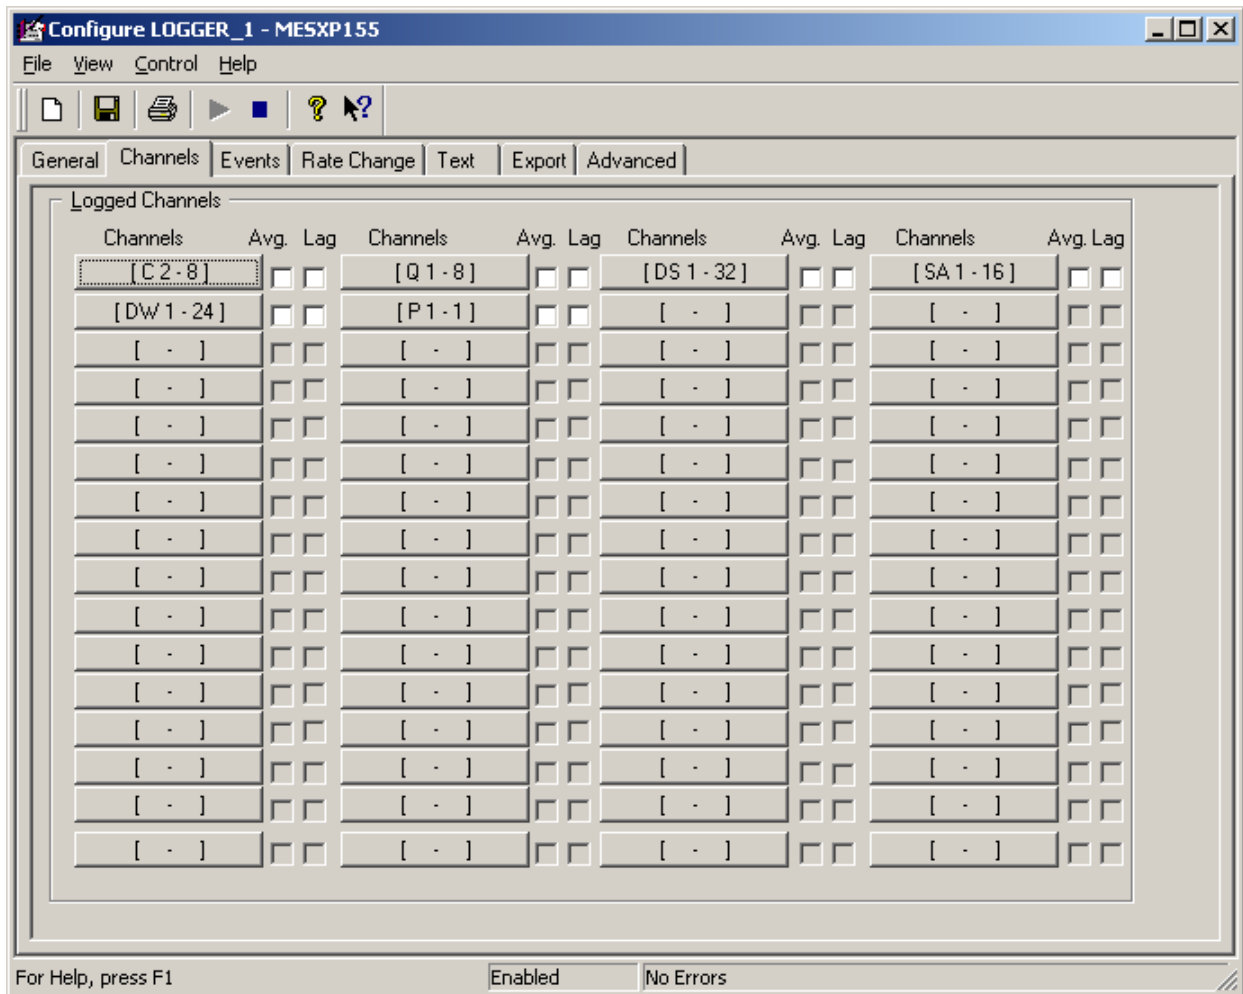 Configure LOGGER_1 - MESXP155
File View Control Help
General Channels Events Rate Change Text Export Advanced
Logged Channels
Channels Avg. Lag Channels Avg. Lag Channels Avg. Lag Channels Avg. Lag
[ C 2 - 8 ] [ Q 1 - 8 ] [ DS 1 - 32 ] [ SA 1 - 16 ]
[ DW 1 - 24 ] [ P 1 - 1 ] [ - ] [ - ]
[ - ] [ - ] [ - ] [ - ]
[ - ] [ - ] [ - ] [ - ]
[ - ] [ - ] [ - ] [ - ]
[ - ] [ - ] [ - ] [ - ]
[ - ] [ - ] [ - ] [ - ]
[ - ] [ - ] [ - ] [ - ]
[ - ] [ - ] [ - ] [ - ]
[ - ] [ - ] [ - ] [ - ]
[ - ] [ - ] [ - ] [ - ]
[ - ] [ - ] [ - ] [ - ]
[ - ] [ - ] [ - ] [ - ]
[ - ] [ - ] [ - ] [ - ]
[ - ] [ - ] [ - ] [ - ]
[ - ] [ - ] [ - ] [ - ]
For Help, press F1 Enabled No Errors